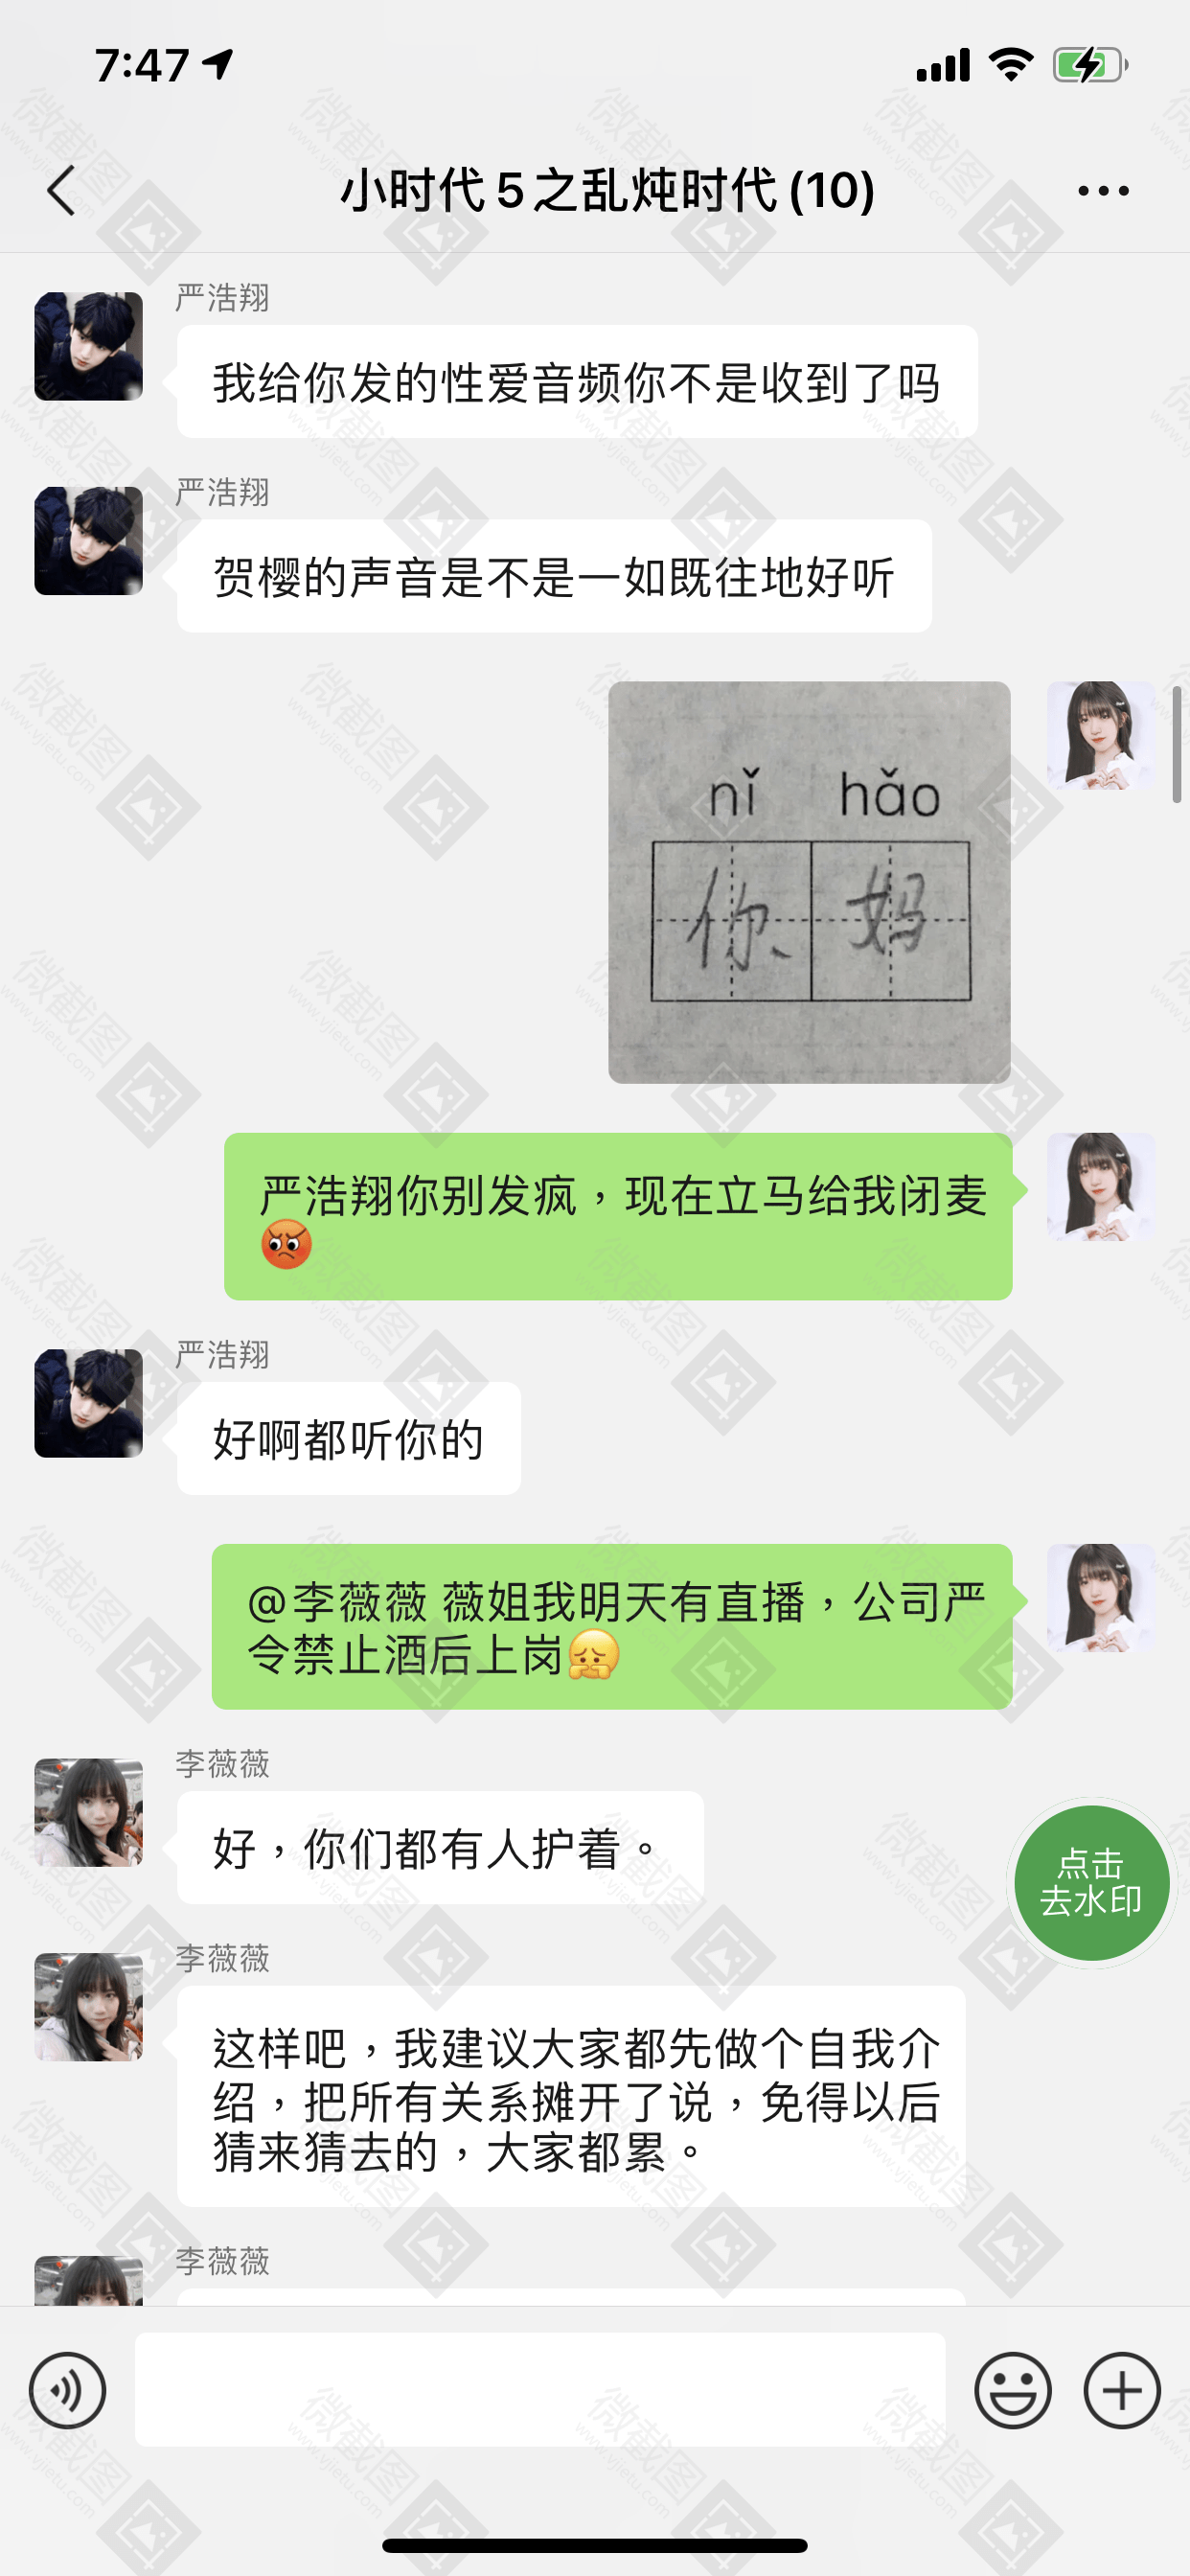 7:47
小时代5之乱炖时代(10)
严浩翔
我给你发的性爱音频你不是收到了吗
严浩翔
贺樱的声音是不是一如既往地好听
nǐ hǎo
你 妈
严浩翔你别发疯，现在立马给我闭麦
😡
严浩翔
好啊都听你的
@李薇薇 薇姐我明天有直播，公司严
令禁止酒后上岗
李薇薇
好，你们都有人护着。
点击
去水印
李薇薇
这样吧，我建议大家都先做个自我介
绍，把所有关系摊开了说，免得以后
猜来猜去的，大家都累。
李薇薇
微截图
www.vjietu.com